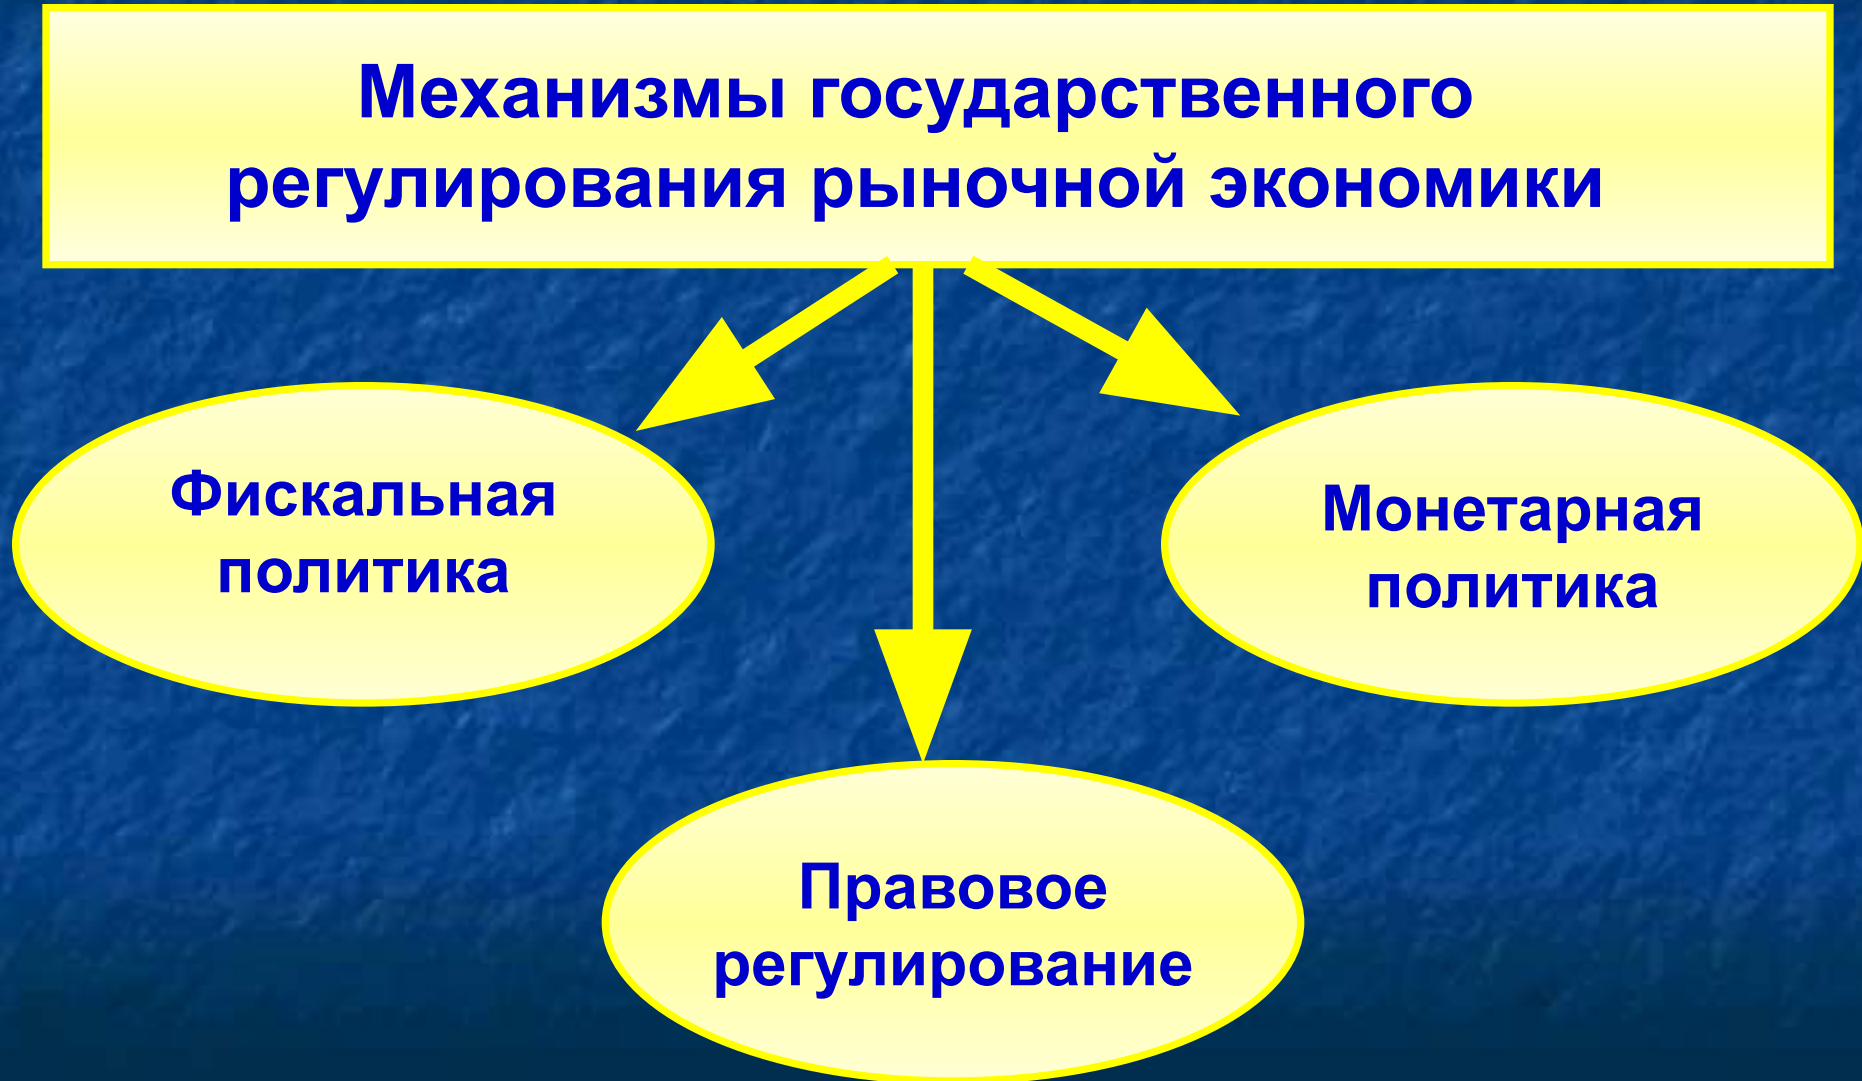 Механизмы государственного
регулирования рыночной экономики
Фискальная
политика
Монетарная
политика
Правовое
регулирование